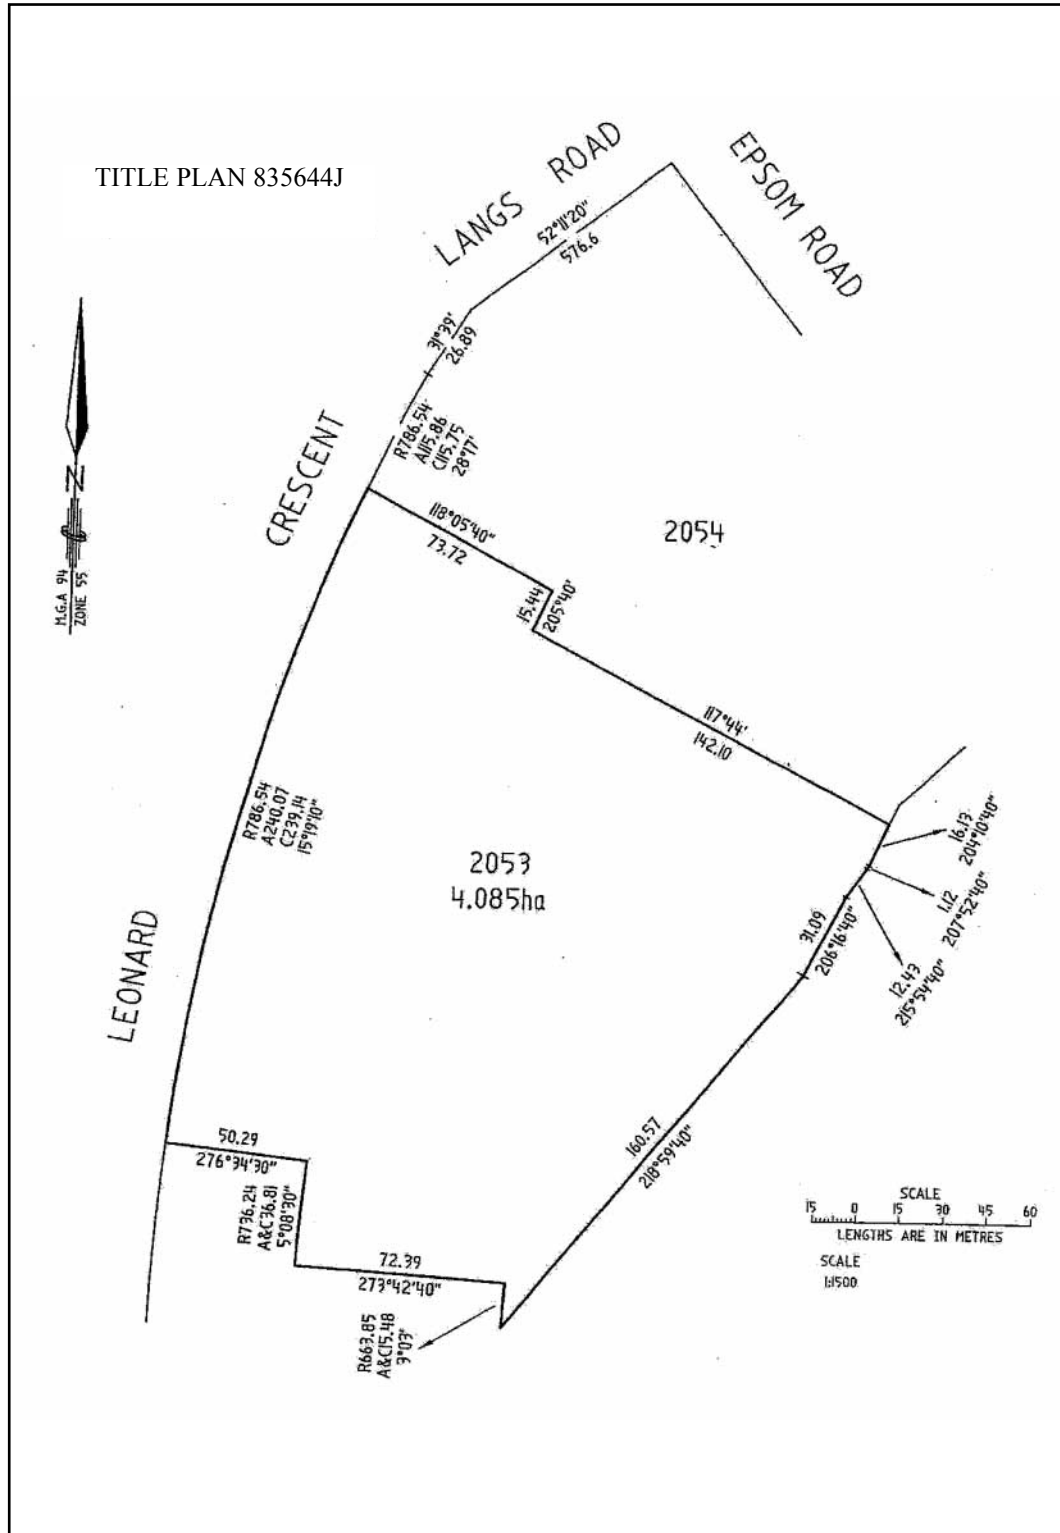 TITLE PLAN 835644J
LANGS ROAD
EPSOM ROAD
52°11'20"
576.6
31°39'
26.89
R786.54
A115.86
C115.75
28°17'
CRESCENT
118°05'40"
73.72
2054
15.44
205°40'
N
M.G.A 94
ZONE 55
117°44'
142.10
R786.54
A240.07
C239.14
15°19'10"
2053
4.085ha
16.13
204°10'40"
1.12
207°52'40"
12.43
215°54'40"
31.09
206°16'40"
LEONARD
50.29
276°34'30"
R736.24
A&C36.81
5°08'30"
160.57
218°59'40"
72.39
273°42'40"
R663.85
A&C15.48
3°03'
SCALE
15 0 15 30 45 60
LENGTHS ARE IN METRES
SCALE
1:1500